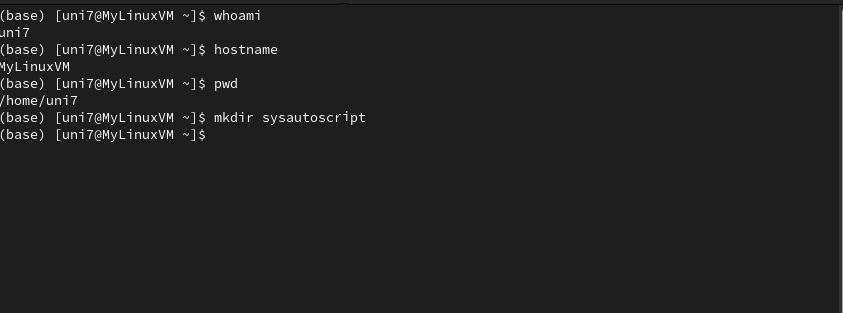 (base) [uni7@MyLinuxVM ~]$ whoami
uni7
(base) [uni7@MyLinuxVM ~]$ hostname
MyLinuxVM
(base) [uni7@MyLinuxVM ~]$ pwd
/home/uni7
(base) [uni7@MyLinuxVM ~]$ mkdir sysautoscript
(base) [uni7@MyLinuxVM ~]$